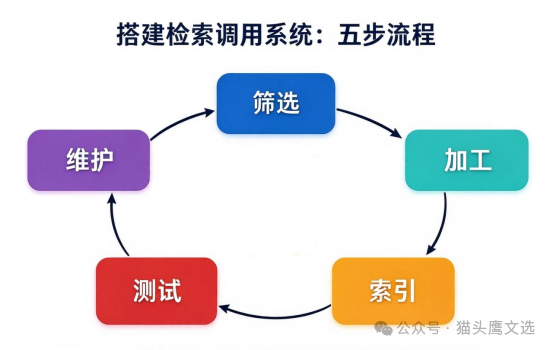 搭建检索调用系统：五步流程
筛选
加工
索引
测试
维护
公众号 · 猫头鹰文选